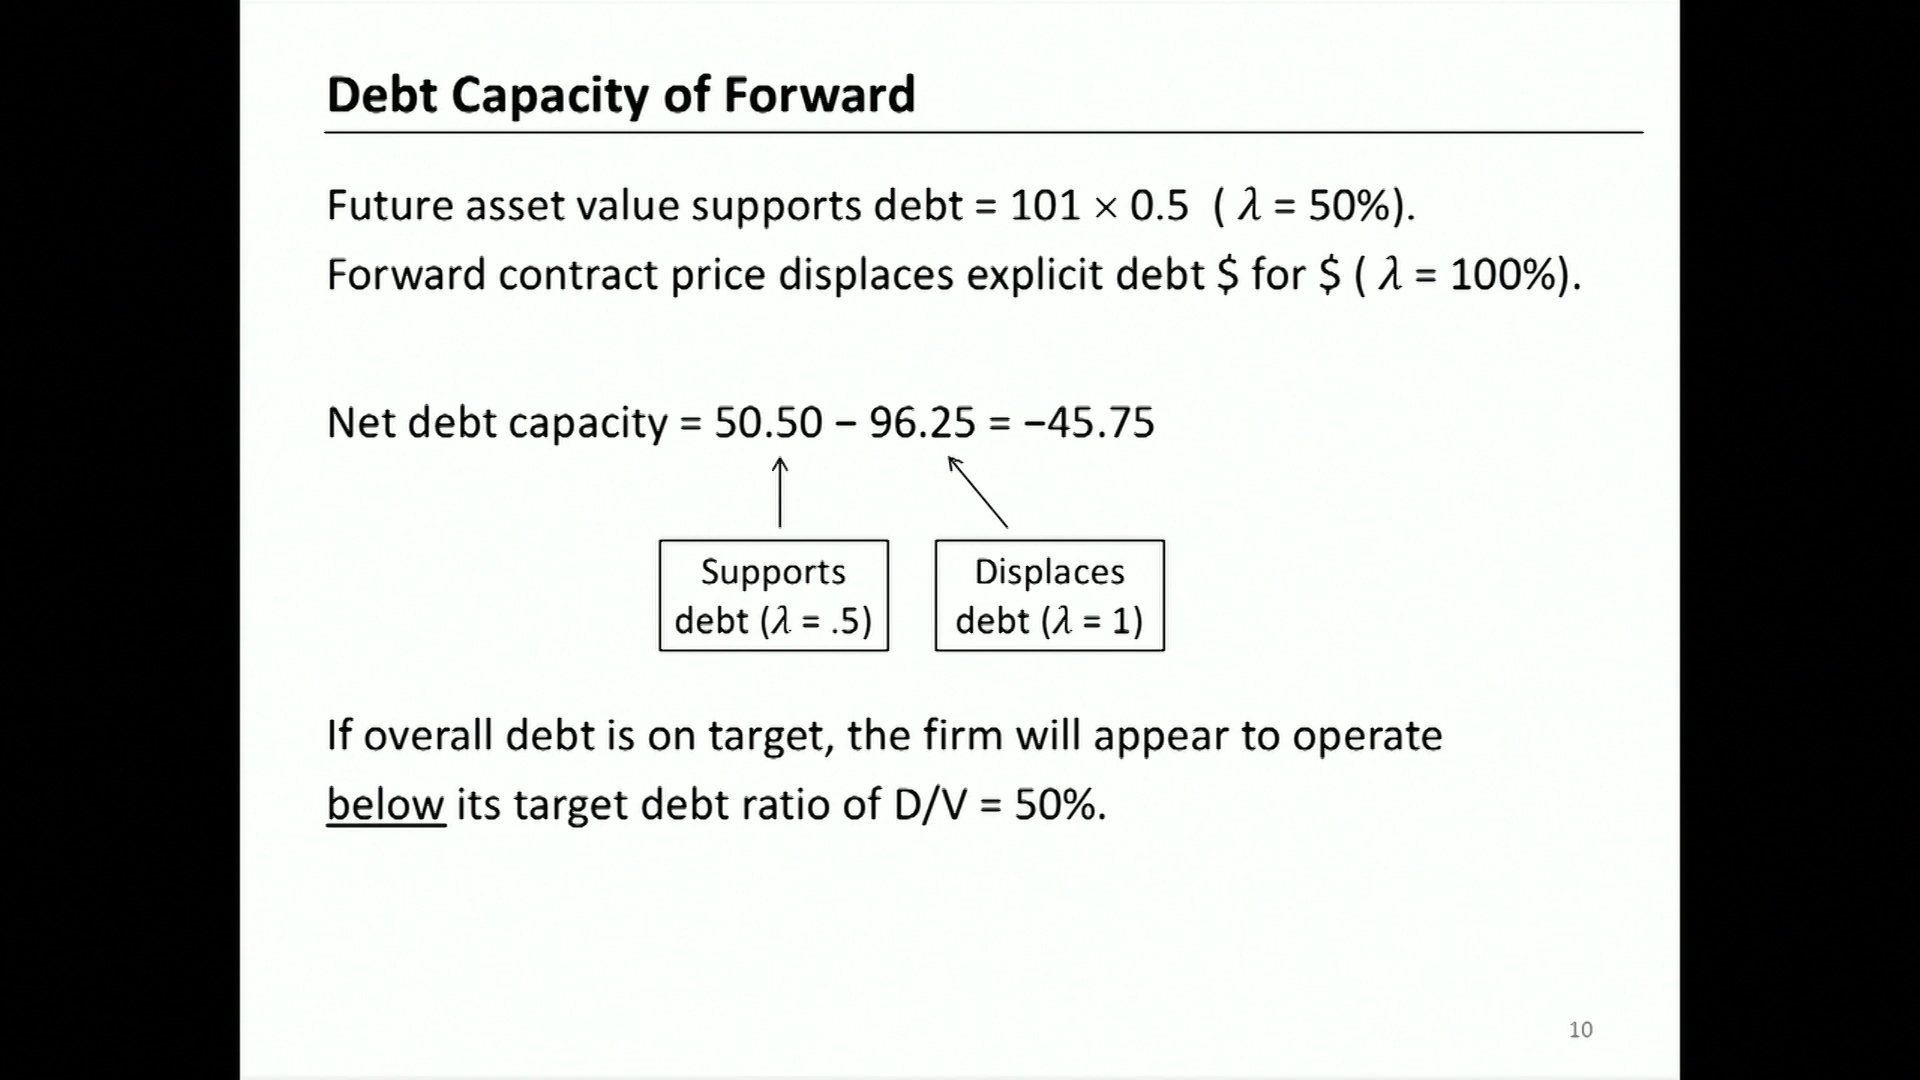 Debt Capacity of Forward
Future asset value supports debt = 101 × 0.5 ( λ = 50%).
Forward contract price displaces explicit debt $ for $ ( λ = 100%).
Net debt capacity = 50.50 − 96.25 = −45.75
Supports
debt (λ = .5)
Displaces
debt (λ = 1)
If overall debt is on target, the firm will appear to operate
below its target debt ratio of D/V = 50%.
10